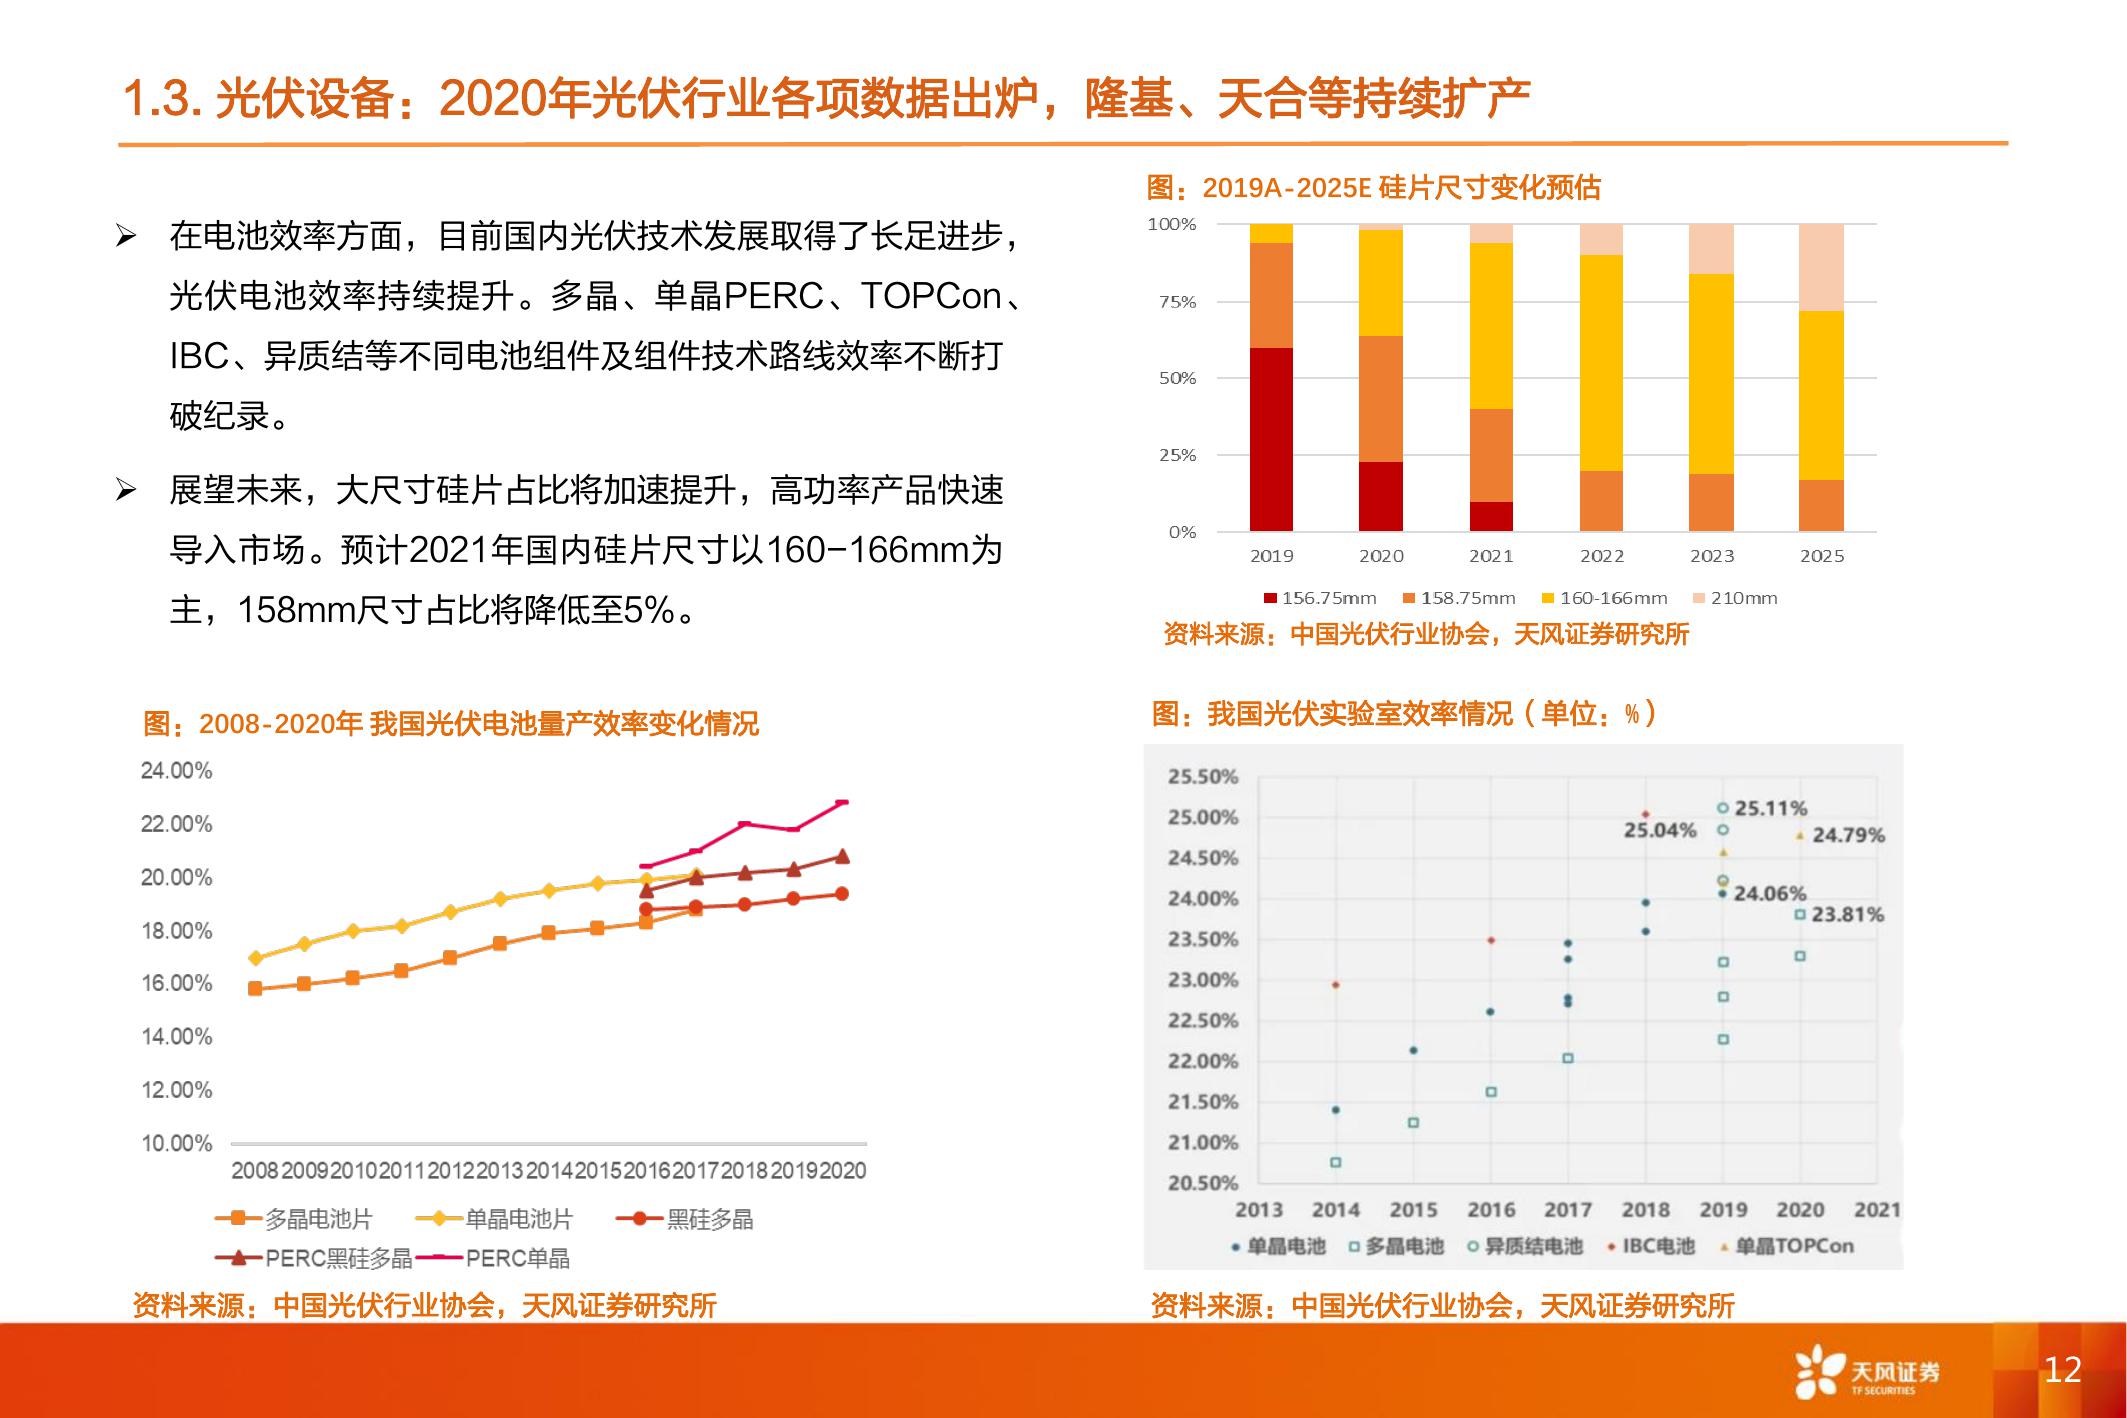 1.3. 光伏设备：2020年光伏行业各项数据出炉，隆基、天合等持续扩产
➢ 在电池效率方面，目前国内光伏技术发展取得了长足进步，
光伏电池效率持续提升。多晶、单晶PERC、TOPCon、
IBC、异质结等不同电池组件及组件技术路线效率不断打
破纪录。
➢ 展望未来，大尺寸硅片占比将加速提升，高功率产品快速
导入市场。预计2021年国内硅片尺寸以160-166mm为
主，158mm尺寸占比将降低至5%。
图：2019A-2025E 硅片尺寸变化预估
100%
75%
50%
25%
0%
2019 2020 2021 2022 2023 2025
156.75mm 158.75mm 160-166mm 210mm
资料来源：中国光伏行业协会，天风证券研究所
图：2008-2020年 我国光伏电池量产效率变化情况
24.00%
22.00%
20.00%
18.00%
16.00%
14.00%
12.00%
10.00%
2008 2009 2010 2011 2012 2013 2014 2015 2016 2017 2018 2019 2020
多晶电池片 单晶电池片 黑硅多晶
PERC黑硅多晶 PERC单晶
资料来源：中国光伏行业协会，天风证券研究所
图：我国光伏实验室效率情况（单位：%）
25.50%
25.00%
24.50%
24.00%
23.50%
23.00%
22.50%
22.00%
21.50%
21.00%
20.50%
25.11%
25.04%
24.79%
24.06%
23.81%
2013 2014 2015 2016 2017 2018 2019 2020 2021
单晶电池 多晶电池 异质结电池 IBC电池 单晶TOPCon
资料来源：中国光伏行业协会，天风证券研究所
天风证券
TF SECURITIES
12